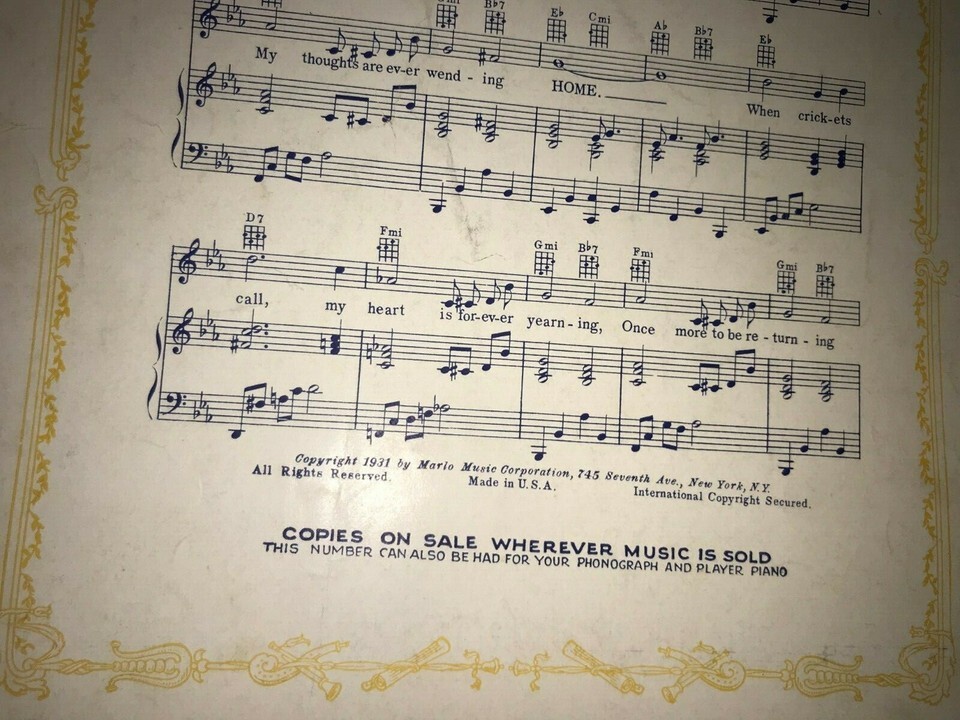 Gmi Bb7 Eb Cmi Ab Bb7 Eb
My thoughts are ev-er wend - ing HOME. When crick-ets
D7 Fmi Gmi Bb7 Fmi Gmi Bb7
call, my heart is for-ev-er yearn - ing, Once more to be re - turn - ing
Copyright 1931 by Marlo Music Corporation, 745 Seventh Ave., New York, N.Y.
All Rights Reserved. Made in U.S.A. International Copyright Secured.
COPIES ON SALE WHEREVER MUSIC IS SOLD
THIS NUMBER CAN ALSO BE HAD FOR YOUR PHONOGRAPH AND PLAYER PIANO